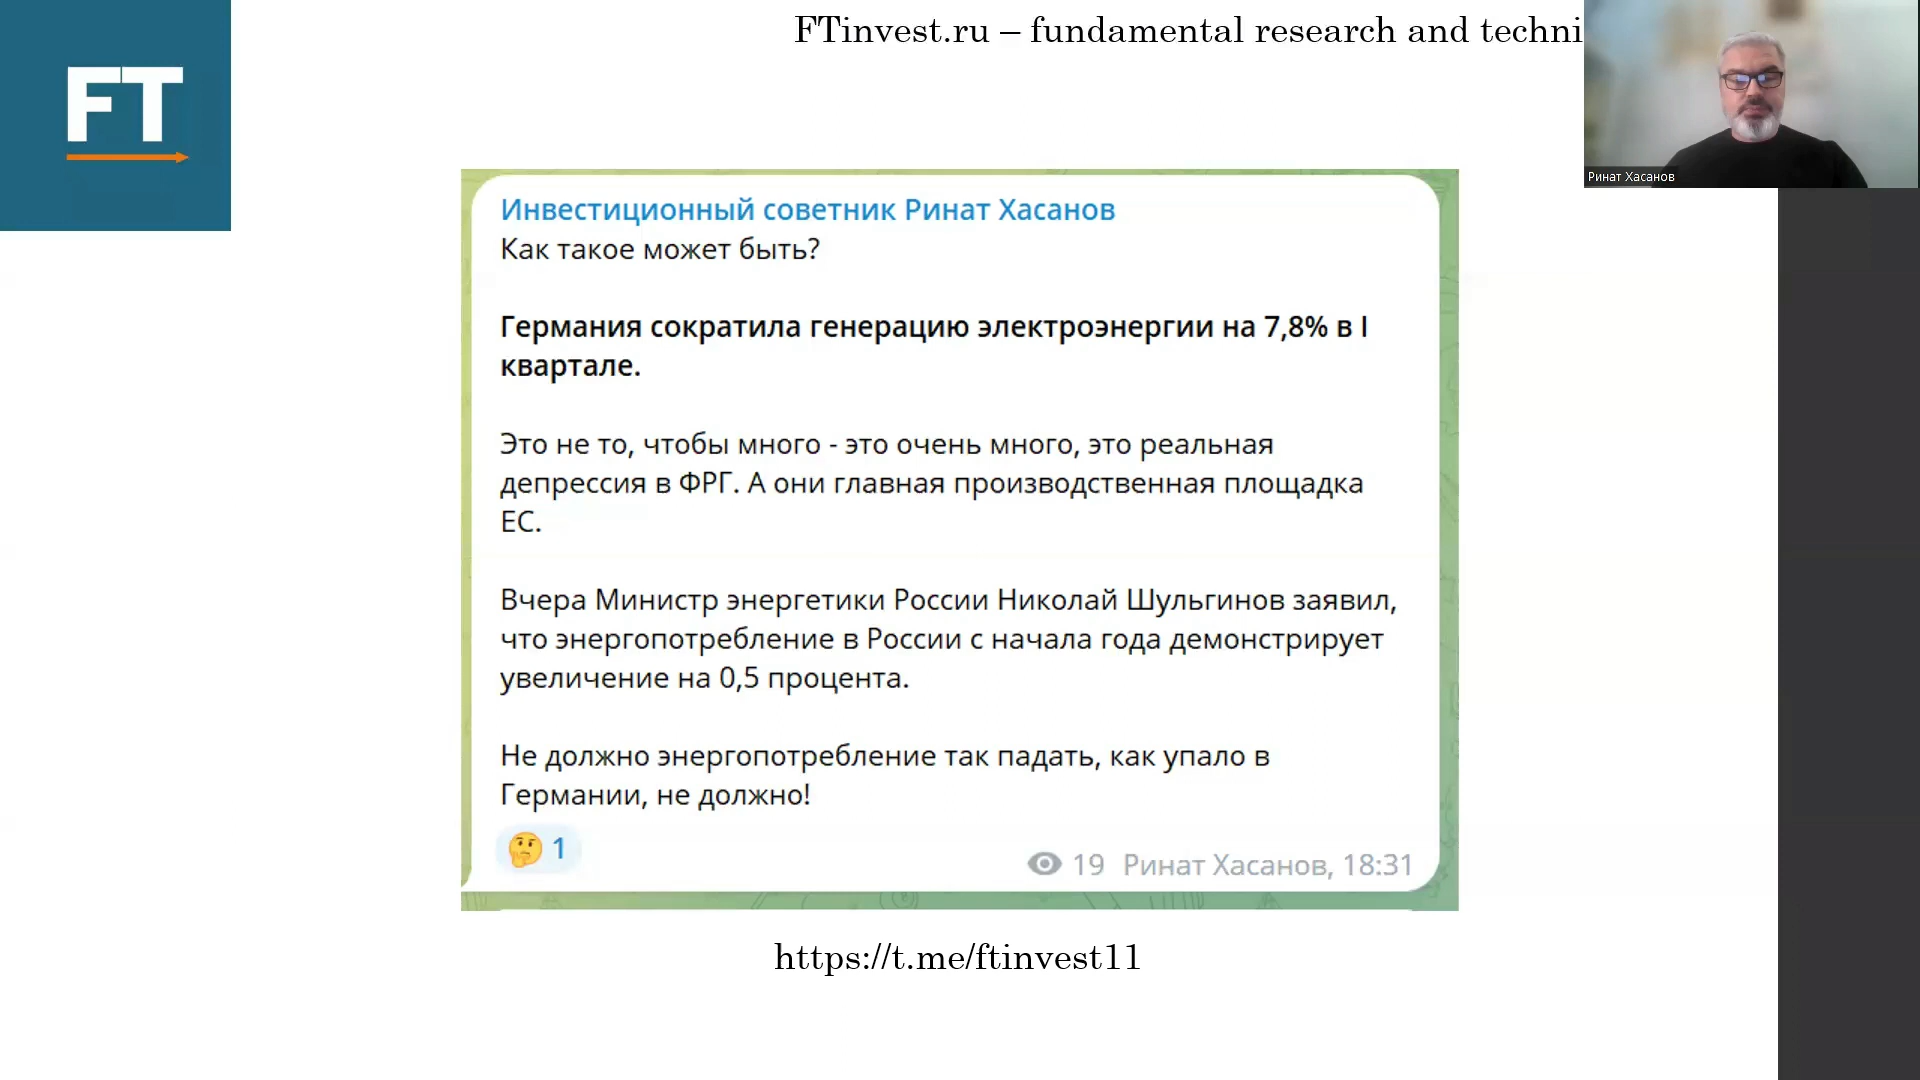 FT
FTinvest.ru – fundamental research and techni
Ринат Хасанов
Инвестиционный советник Ринат Хасанов
Как такое может быть?
Германия сократила генерацию электроэнергии на 7,8% в I
квартале.
Это не то, чтобы много - это очень много, это реальная
депрессия в ФРГ. А они главная производственная площадка
ЕС.
Вчера Министр энергетики России Николай Шульгинов заявил,
что энергопотребление в России с начала года демонстрирует
увеличение на 0,5 процента.
Не должно энергопотребление так падать, как упало в
Германии, не должно!
🤔 1
19 Ринат Хасанов, 18:31
https://t.me/ftinvest11